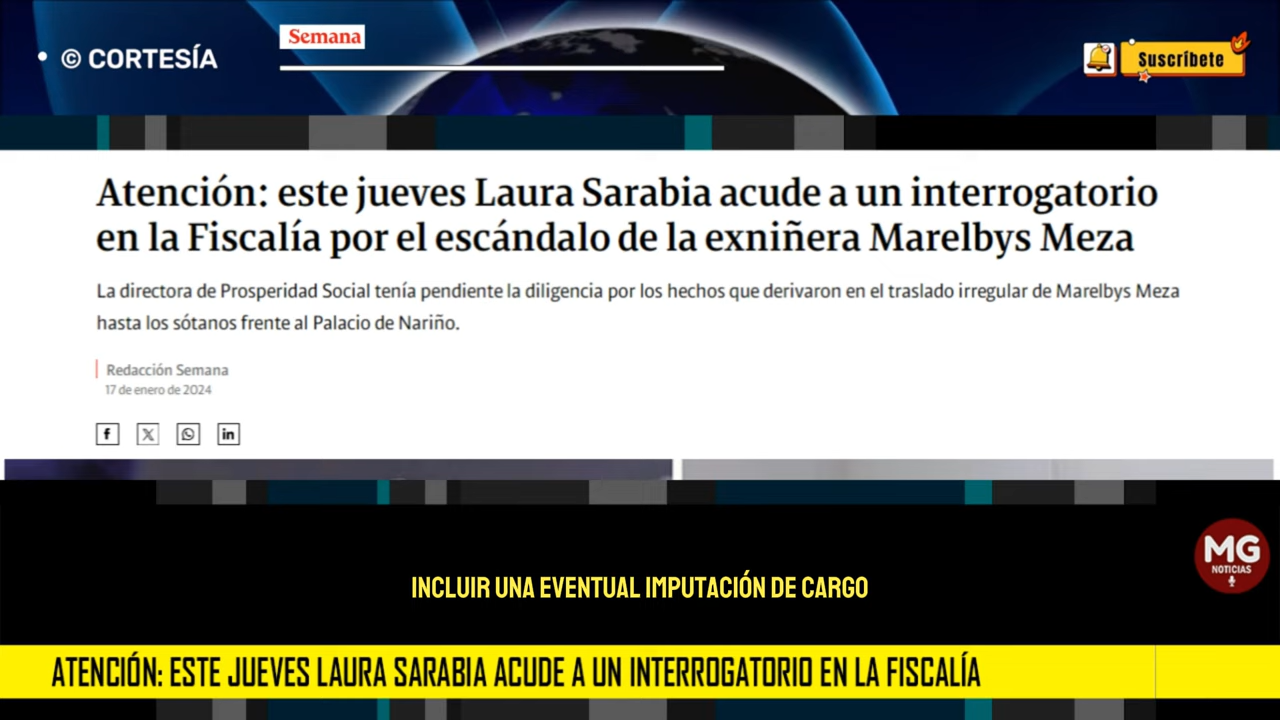 © CORTESÍA
Semana
Suscríbete
Atención: este jueves Laura Sarabia acude a un interrogatorio
en la Fiscalía por el escándalo de la exniñera Marelbys Meza
La directora de Prosperidad Social tenía pendiente la diligencia por los hechos que derivaron en el traslado irregular de Marelbys Meza
hasta los sótanos frente al Palacio de Nariño.
Redacción Semana
17 de enero de 2024
MG
NOTICIAS
INCLUIR UNA EVENTUAL IMPUTACIÓN DE CARGO
ATENCIÓN: ESTE JUEVES LAURA SARABIA ACUDE A UN INTERROGATORIO EN LA FISCALÍA